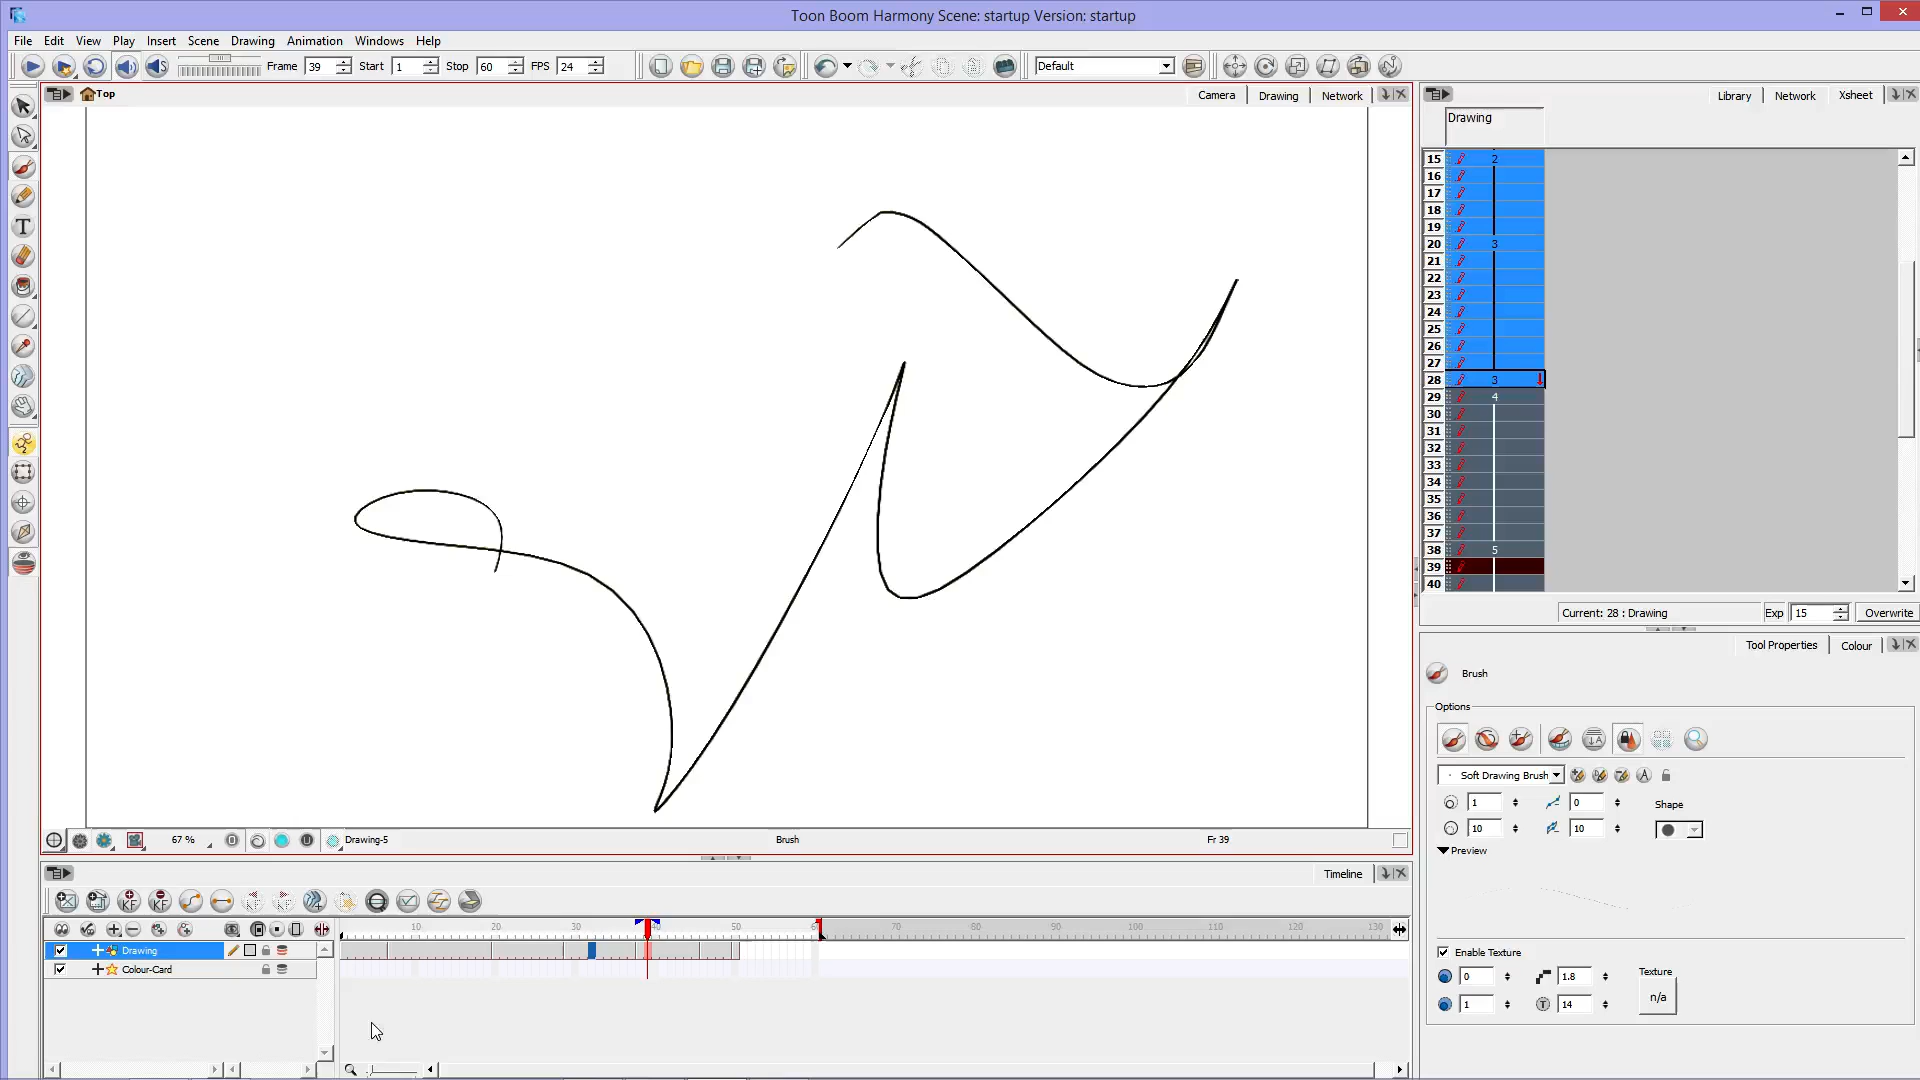 Toon Boom Harmony Scene: startup Version: startup
File Edit View Play Insert Scene Drawing Animation Windows Help
Frame 39 Start 1 Stop 60 FPS 24 Default
Top Camera Drawing Network
Library Network Xsheet
Drawing
15 2
16
17
18
19
20 3
21
22
23
24
25
26
27
28 3
29 4
30
31
32
33
34
35
36
37
38 5
39
40
Current: 28 : Drawing Exp 15 Overwrite
Tool Properties Colour
Brush
Options
Soft Drawing Brush
1 0 Shape
10 10
Preview
Enable Texture
0 1.8 Texture
1 14 n/a
67 % Drawing-5 Brush Fr 39
Timeline
10 20 30 50 70 80 90 100 110 120 130
Drawing
Colour-Card